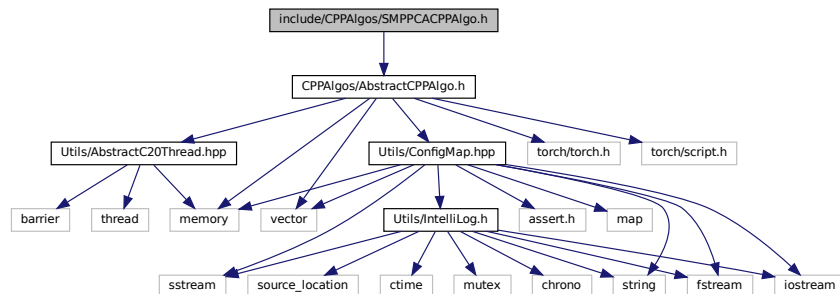 include/CPPAlgos/SMPPCACPPAlgo.h
CPPAlgos/AbstractCPPAlgo.h
Utils/AbstractC20Thread.hpp
Utils/ConfigMap.hpp
torch/torch.h
torch/script.h
barrier
thread
memory
vector
Utils/IntelliLog.h
assert.h
map
sstream
source_location
ctime
mutex
chrono
string
fstream
iostream